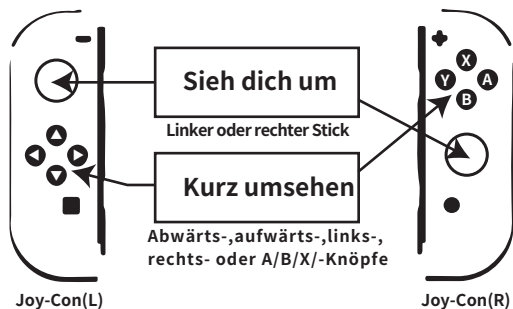 Sieh dich um
Linker oder rechter Stick
Kurz umsehen
Abwärts-,aufwärts-,links-,
rechts- oder A/B/X/-Knöpfe
X
Y
A
B
Joy-Con(L)
Joy-Con(R)